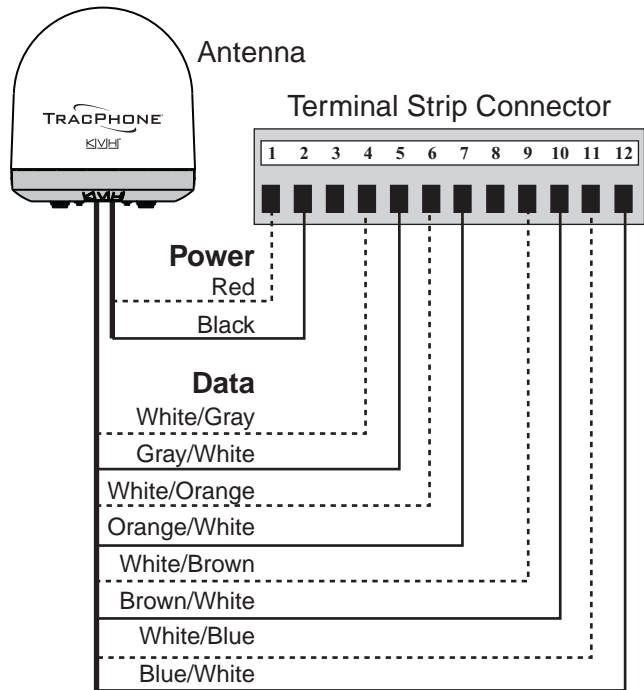 Antenna
TRACPHONE
KVH
KVH
Terminal Strip Connector
1 2 3 4 5 6 7 8 9 10 11 12
Power
Red
Black
Data
White/Gray
Gray/White
White/Orange
Orange/White
White/Brown
Brown/White
White/Blue
Blue/White